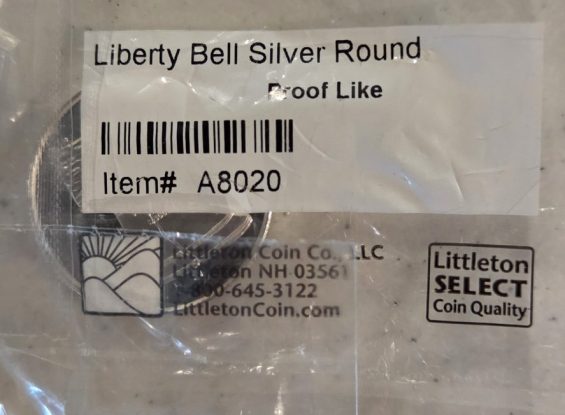 Liberty Bell Silver Round
Proof Like
Item# A8020
Littleton Coin Co., LLC
Littleton NH 03561
1-800-645-3122
LittletonCoin.com
Littleton
SELECT
Coin Quality